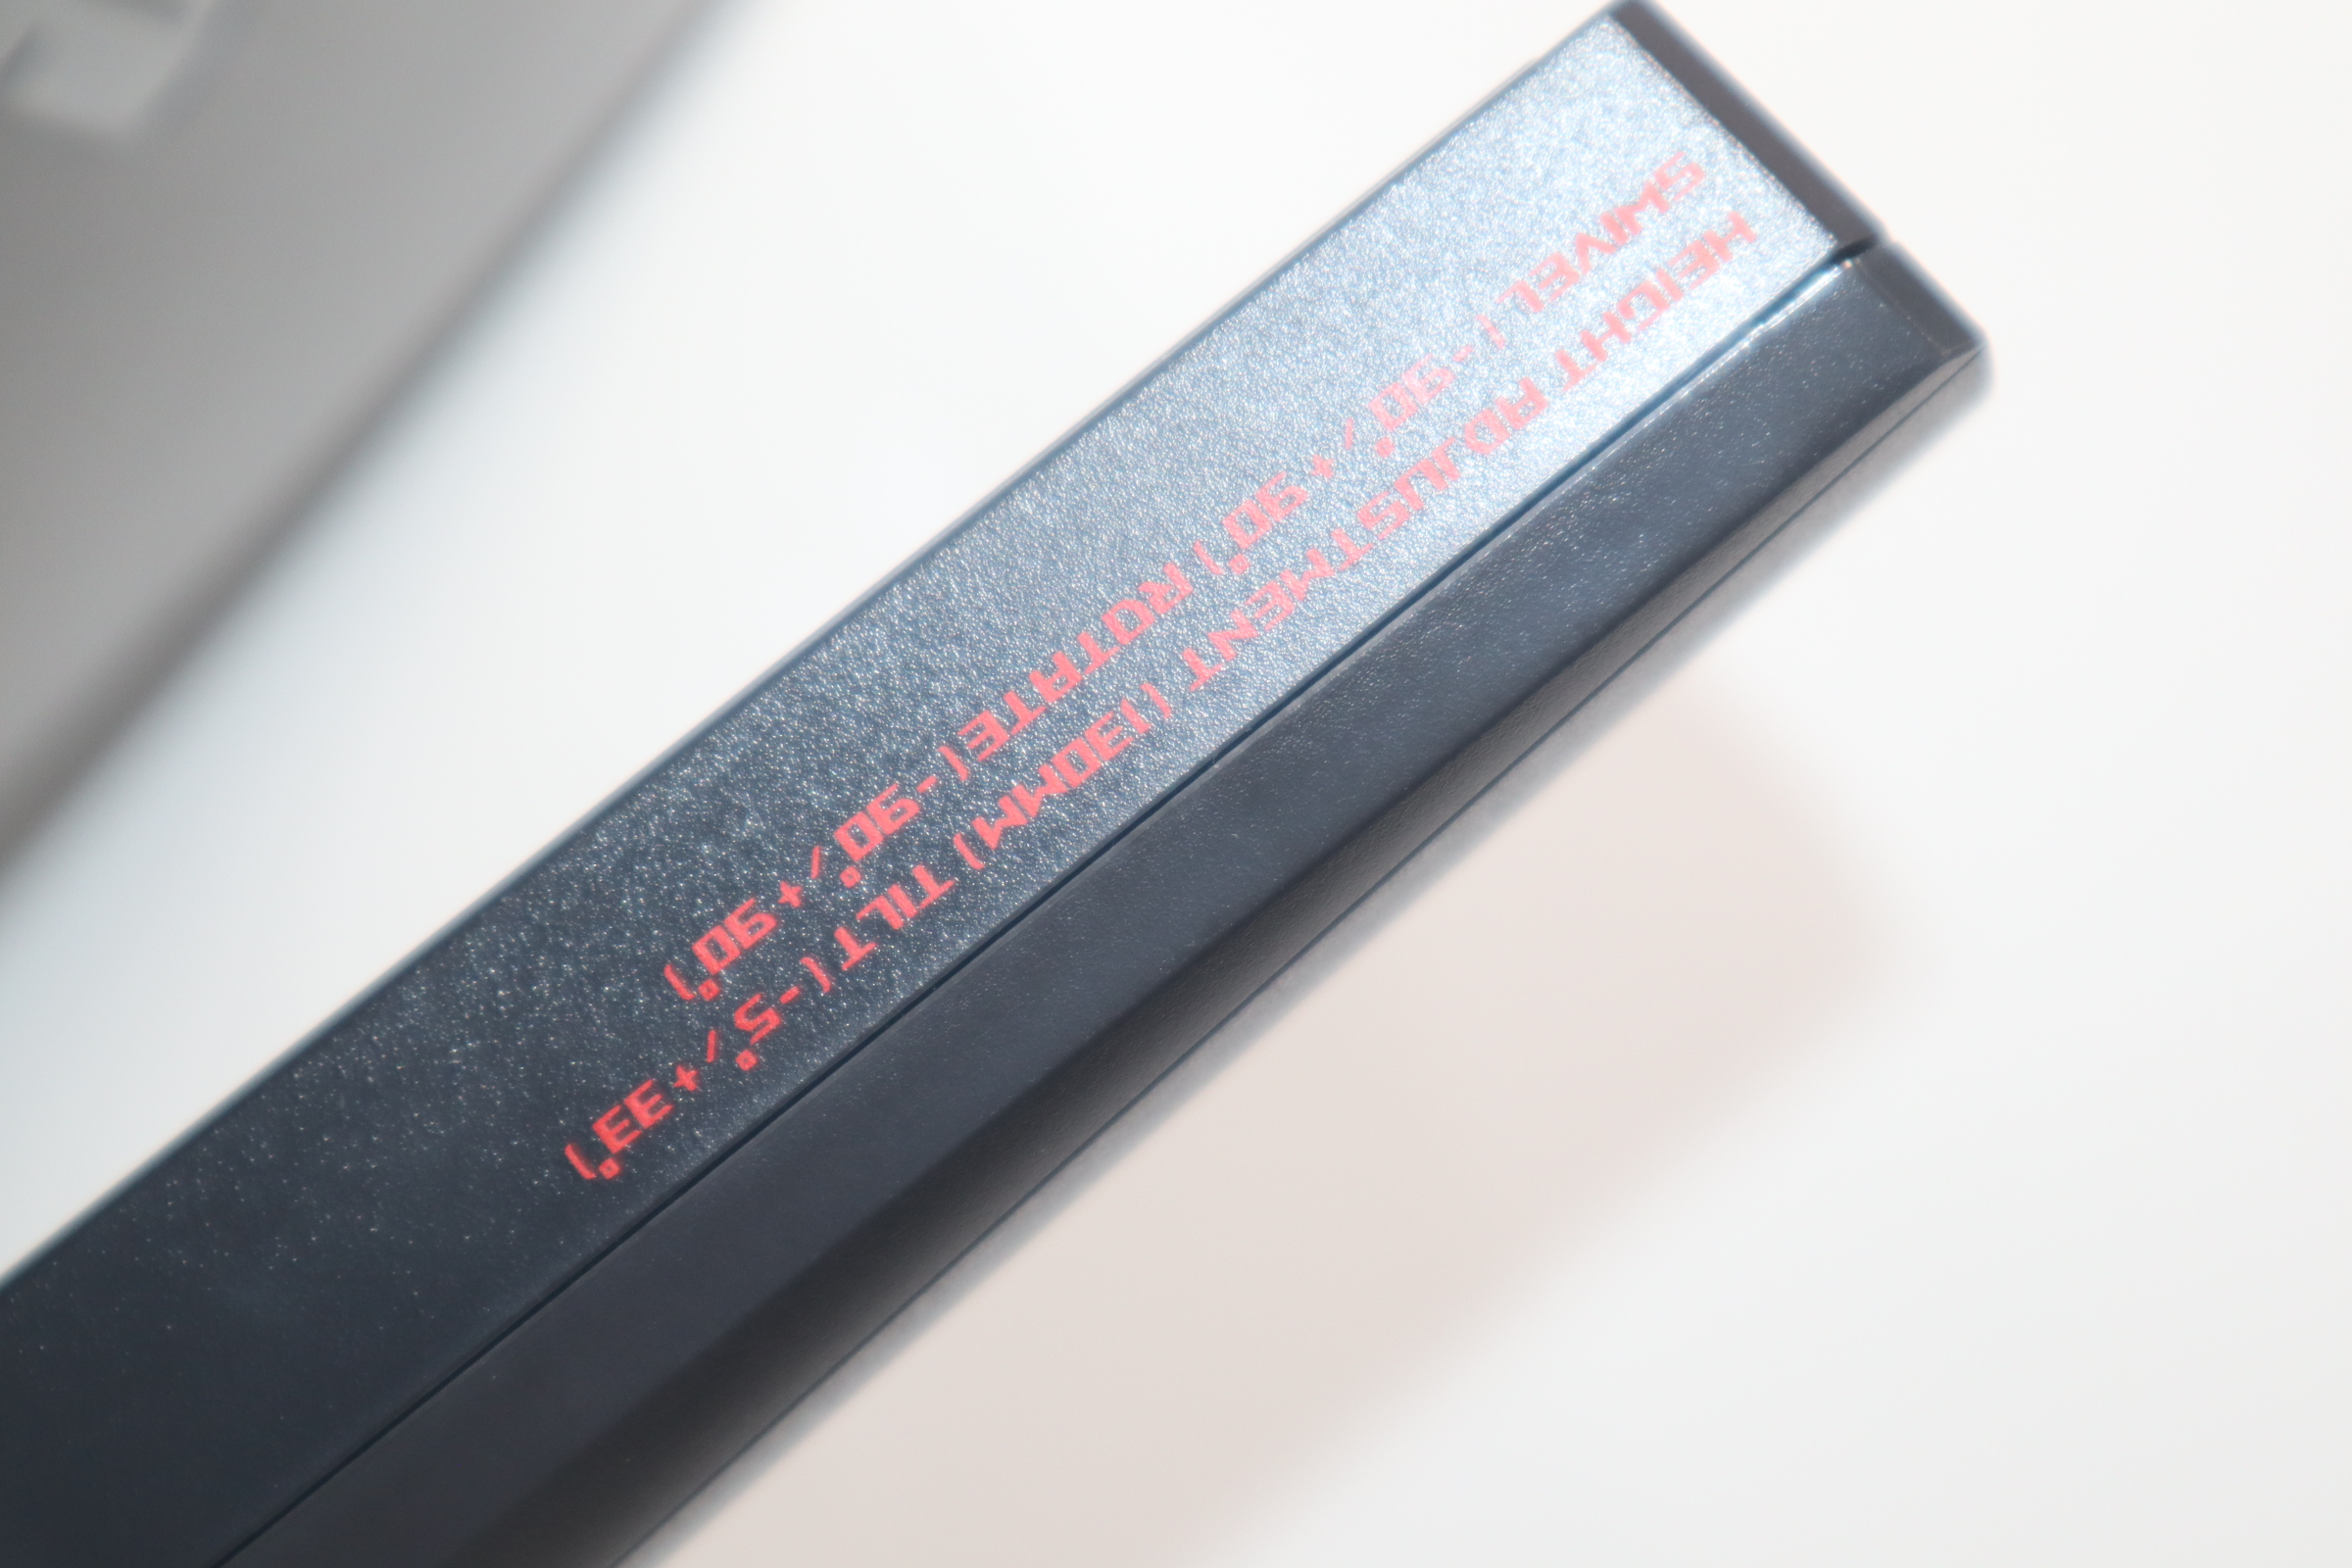 HEIGHT ADJUSTMENT (130MM) TILT (-5°/+33°)
SWIVEL (-90°/+90°) ROTATE (-90°/+90°)